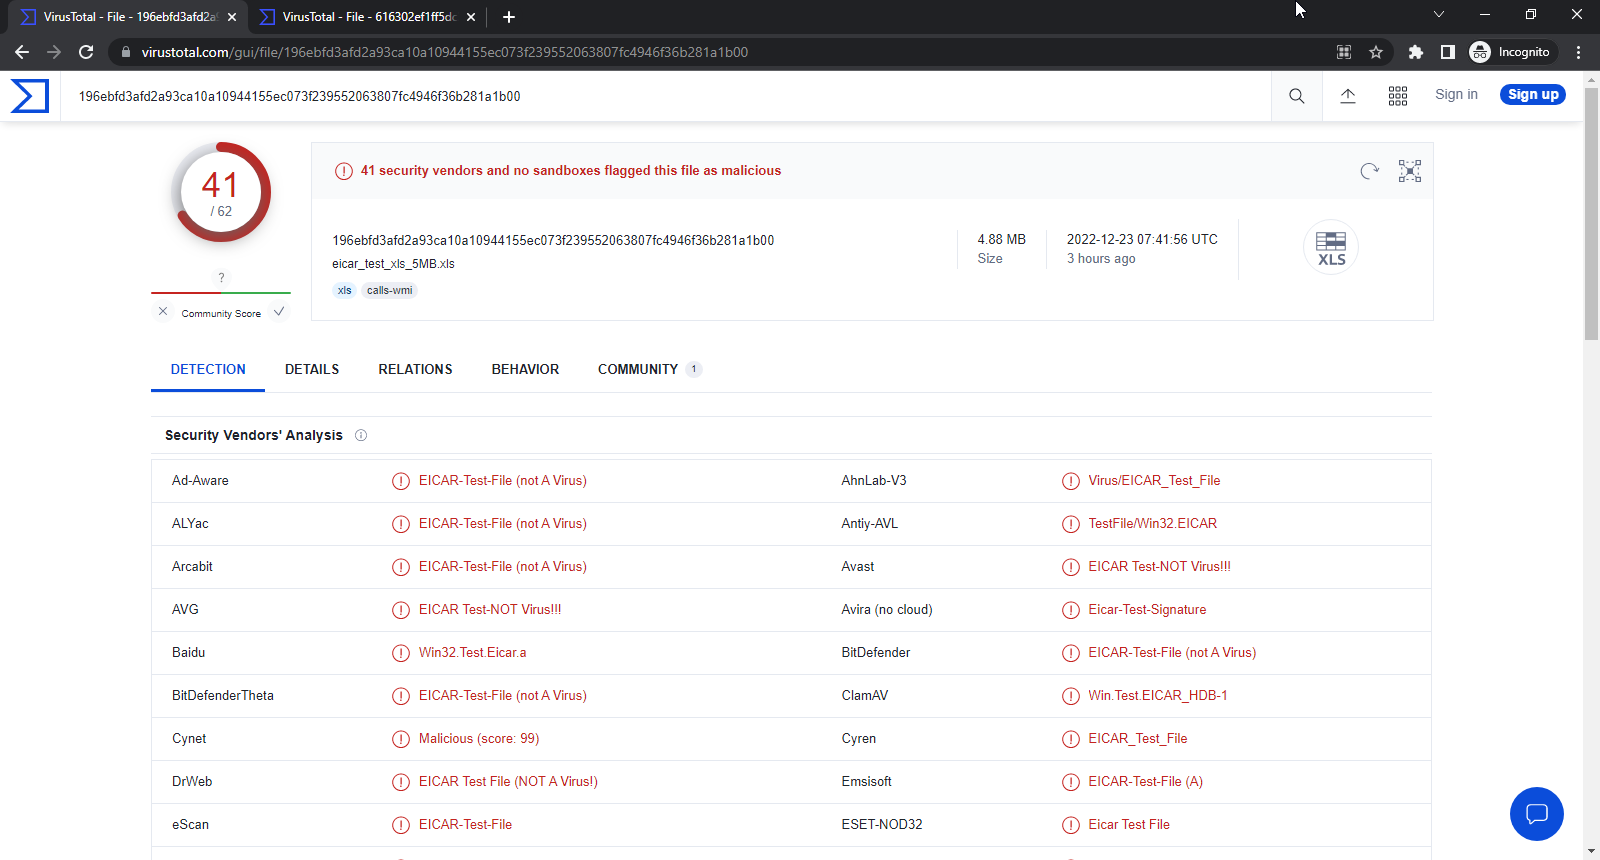 VirusTotal - File - 196ebfd3afd2a9
VirusTotal - File - 616302ef1ff5dc
virustotal.com/gui/file/196ebfd3afd2a93ca10a10944155ec073f239552063807fc4946f36b281a1b00
Incognito
196ebfd3afd2a93ca10a10944155ec073f239552063807fc4946f36b281a1b00
Sign in
Sign up
41
/ 62
?
Community Score
41 security vendors and no sandboxes flagged this file as malicious
196ebfd3afd2a93ca10a10944155ec073f239552063807fc4946f36b281a1b00
eicar_test_xls_5MB.xls
xls calls-wmi
4.88 MB
Size
2022-12-23 07:41:56 UTC
3 hours ago
XLS
DETECTION DETAILS RELATIONS BEHAVIOR COMMUNITY 1
Security Vendors' Analysis
Ad-Aware EICAR-Test-File (not A Virus) AhnLab-V3 Virus/EICAR_Test_File
ALYac EICAR-Test-File (not A Virus) Antiy-AVL TestFile/Win32.EICAR
Arcabit EICAR-Test-File (not A Virus) Avast EICAR Test-NOT Virus!!!
AVG EICAR Test-NOT Virus!!! Avira (no cloud) Eicar-Test-Signature
Baidu Win32.Test.Eicar.a BitDefender EICAR-Test-File (not A Virus)
BitDefenderTheta EICAR-Test-File (not A Virus) ClamAV Win.Test.EICAR_HDB-1
Cynet Malicious (score: 99) Cyren EICAR_Test_File
DrWeb EICAR Test File (NOT A Virus!) Emsisoft EICAR-Test-File (A)
eScan EICAR-Test-File ESET-NOD32 Eicar Test File